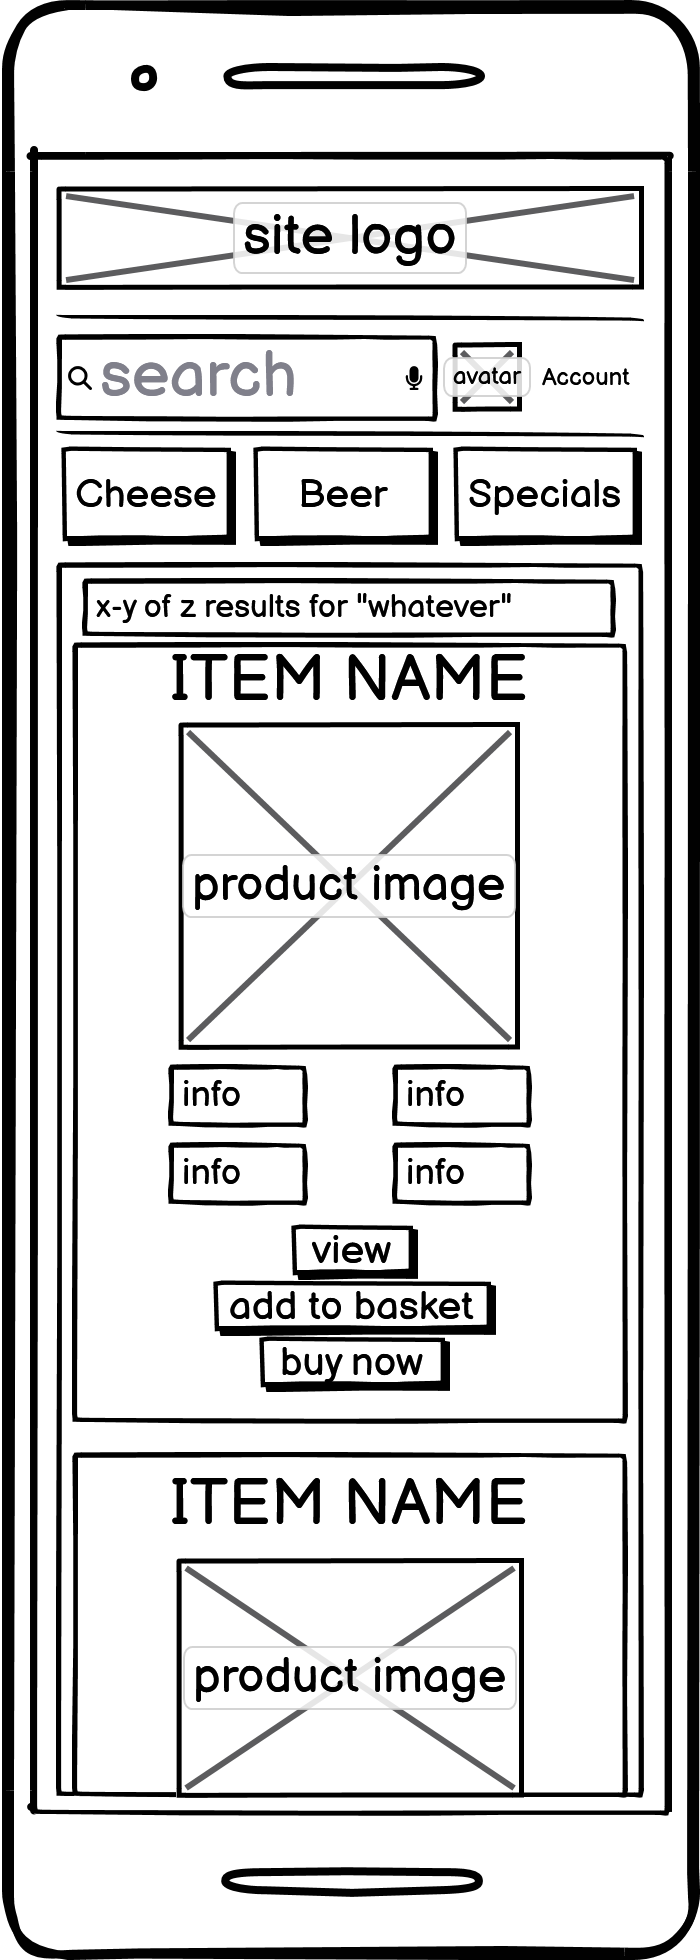 site logo
search
avatar Account
Cheese Beer Specials
x-y of z results for "whatever"
ITEM NAME
product image
info info
info info
view
add to basket
buy now
ITEM NAME
product image